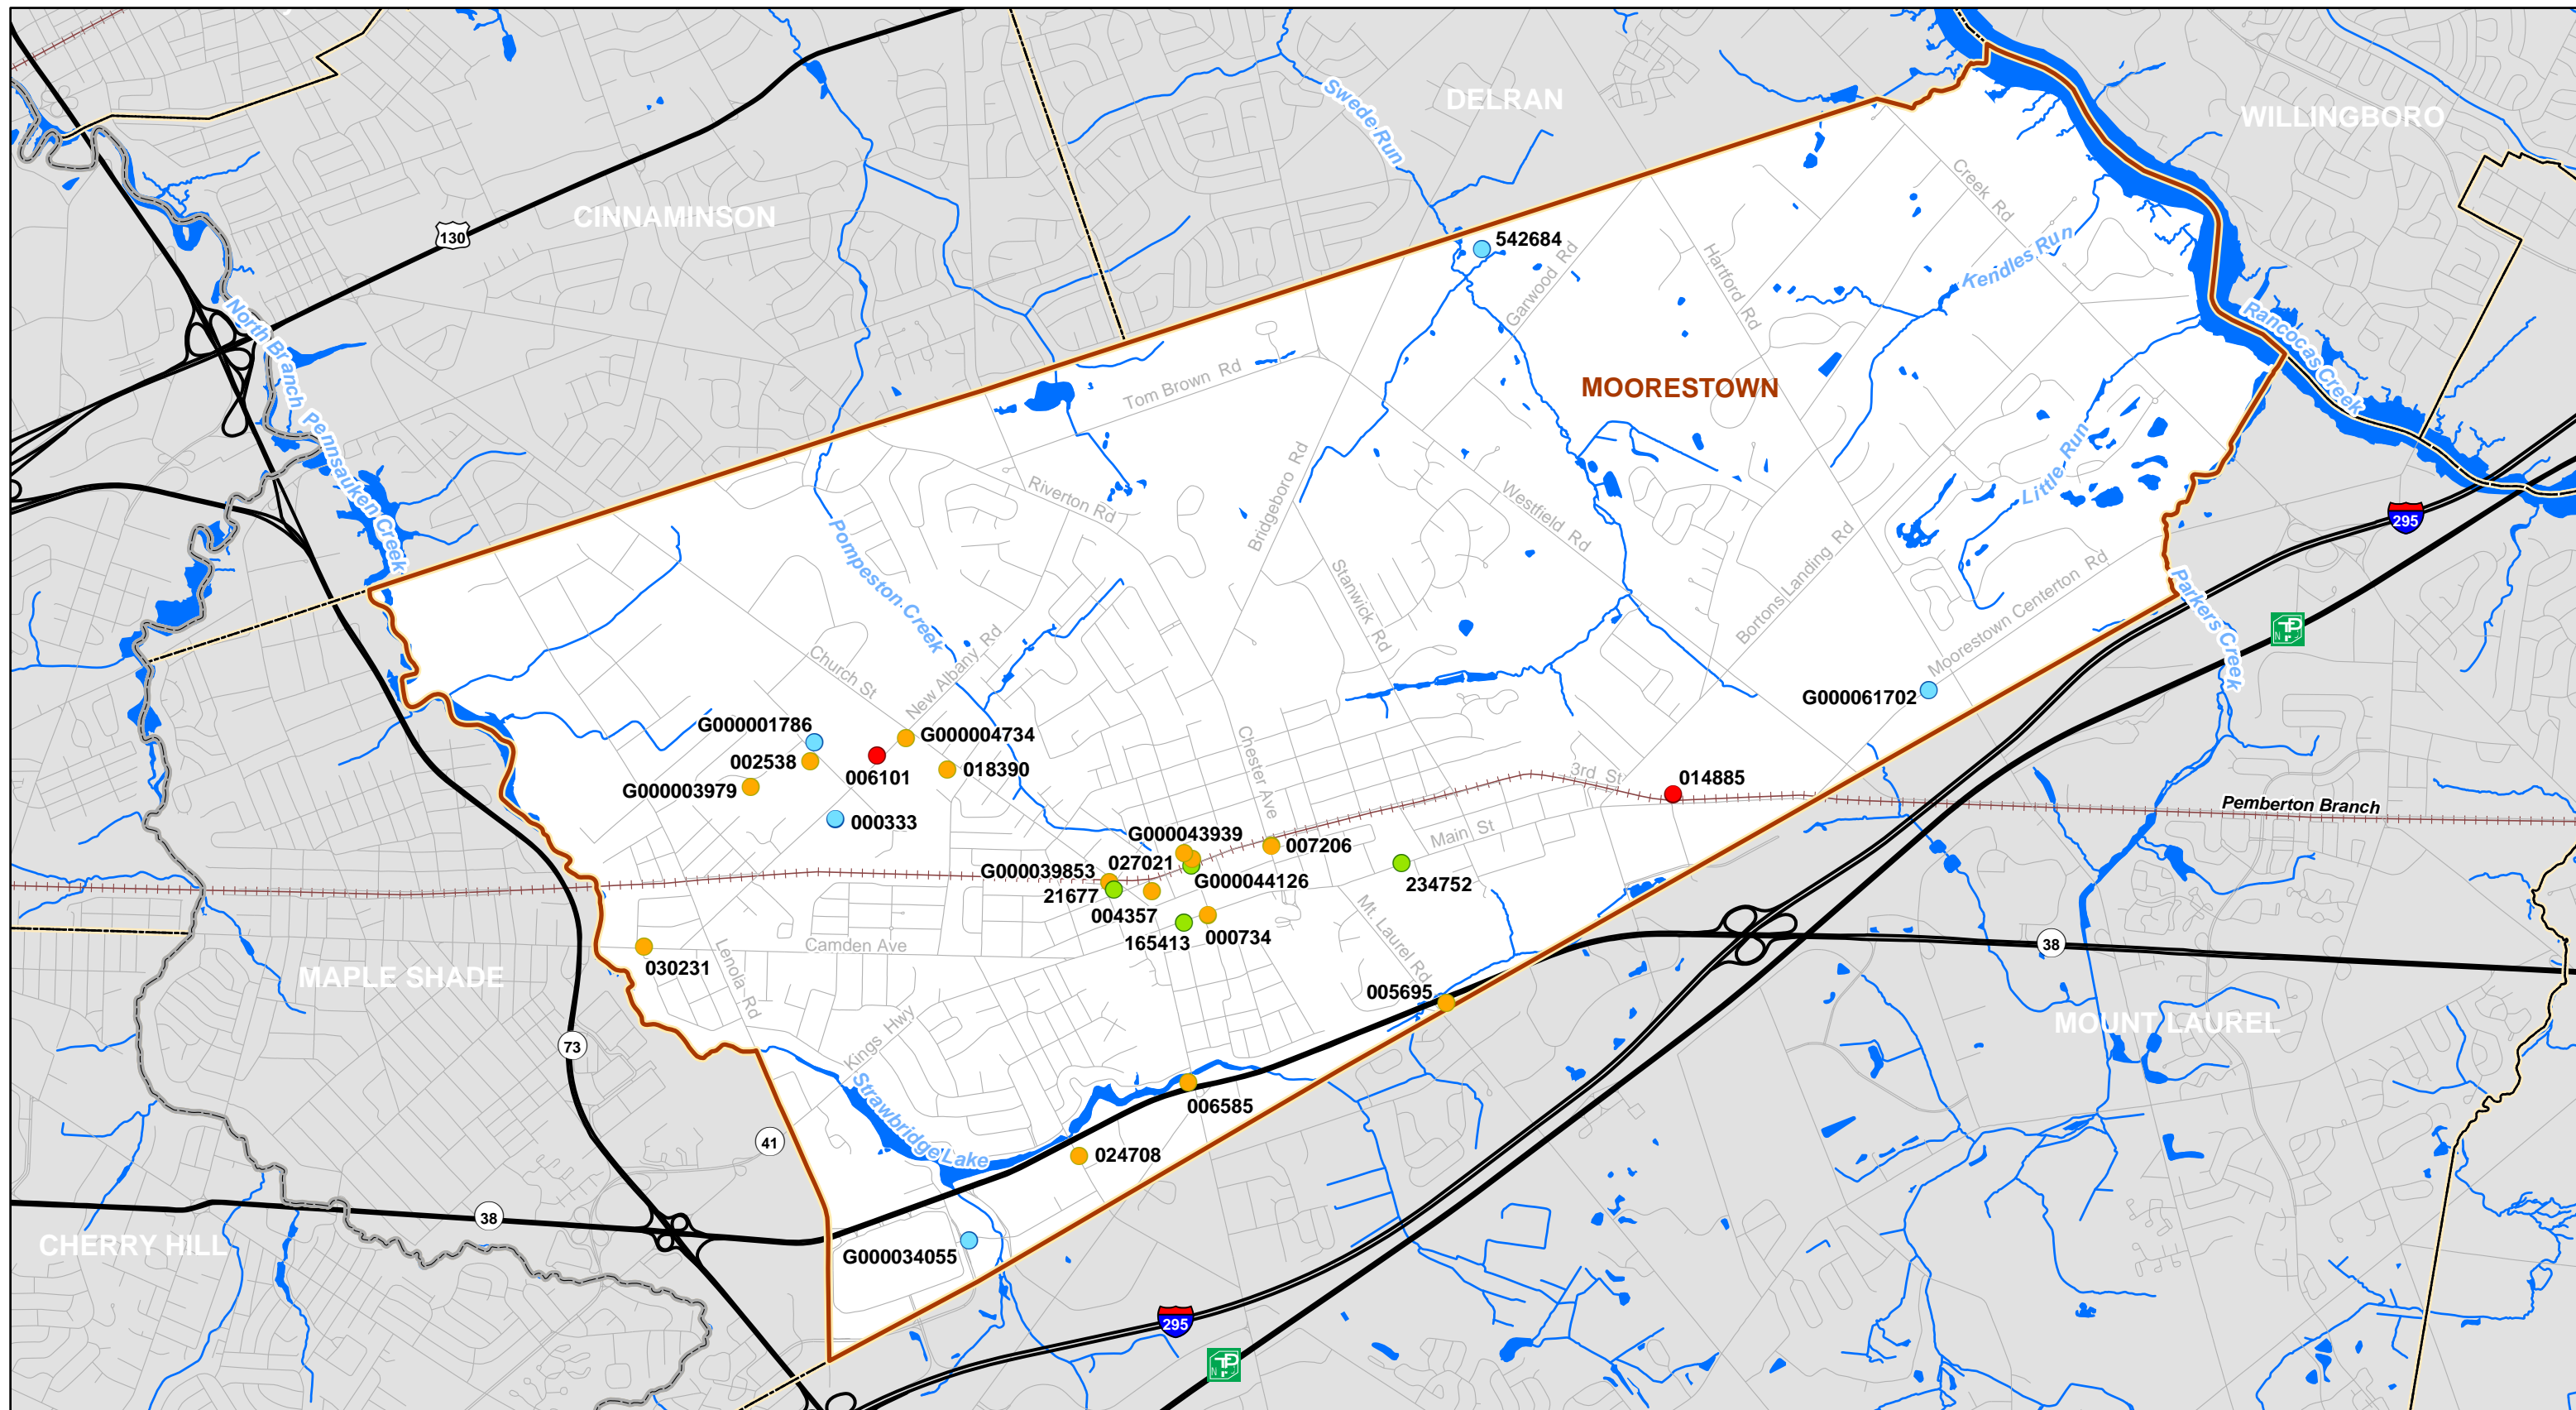 DELRAN
WILLINGBORO
Swede Run
130
CINNAMINSON
Creek Rd
542684
Garwood Rd
Hartford Rd
Kendles Run
North Branch Pennsauken Creek
Rancocas Creek
MOORESTOWN
Tom Brown Rd
Bridgeboro Rd
Riverton Rd
Westfield Rd
Little Run
295
Pompeston Creek
Stanwick Rd
Bortons Landing Rd
Moorestown Centerton Rd
Parkers Creek
N
TP
Church St
New Albany Rd
G000061702
G000001786
G000004734
002538
006101
018390
G000003979
Chester Ave
3rd St
014885
Pemberton Branch
000333
G000043939
Main St
007206
027021
G000039853
G000044126
234752
21677
004357
165413
000734
Mt. Laurel Rd
Camden Ave
Lenola Rd
030231
38
MAPLE SHADE
005695
MOUNT LAUREL
73
Kings Hwy
Strawbridge Lake
006585
41
024708
38
CHERRY HILL
G000034055
295
N
TP